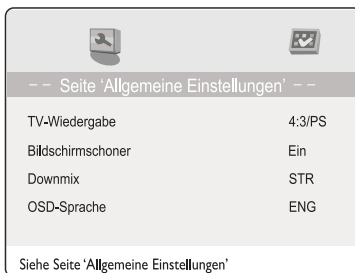 -- Seite 'Allgemeine Einstellungen' --
TV-Wiedergabe 4:3/PS
Bildschirmschoner Ein
Downmix STR
OSD-Sprache ENG
Siehe Seite 'Allgemeine Einstellungen'